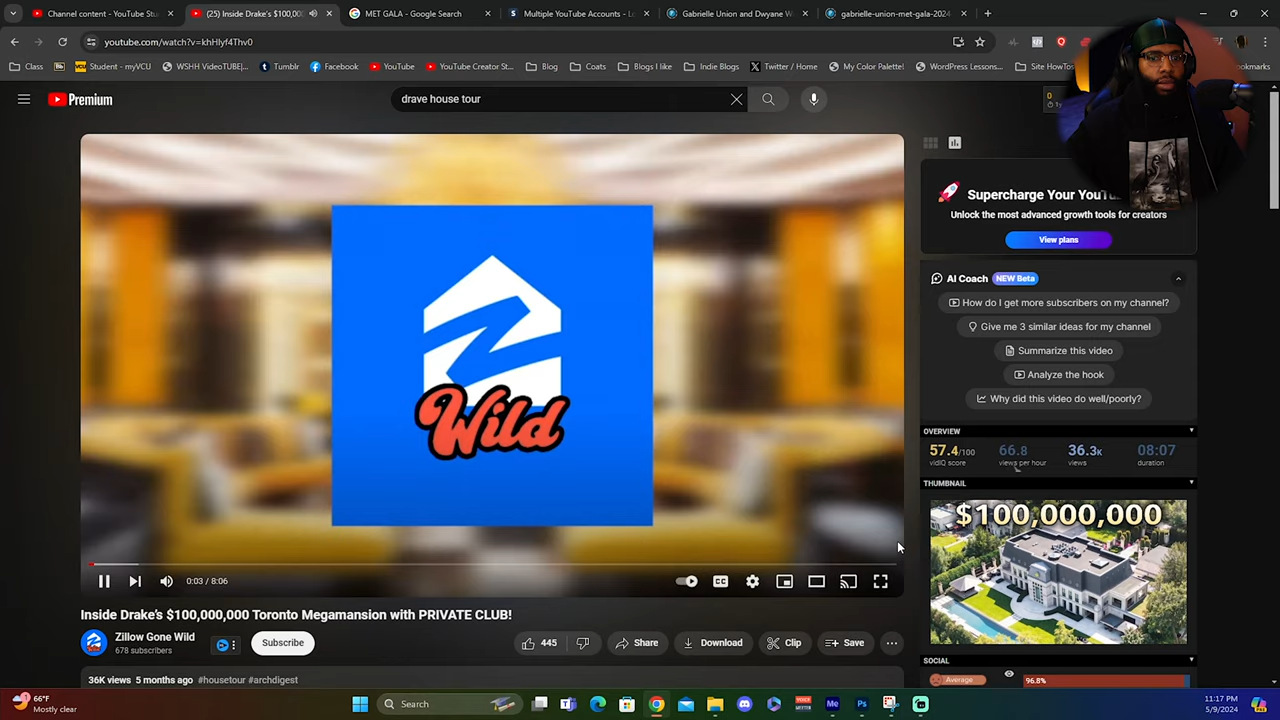 Channel content - YouTube Stu
(25) Inside Drake's $100,000
MET GALA - Google Search
Multiple YouTube Accounts - Le
Gabrielle Union and Dwyane W
gabrielle-union-met-gala-2024
youtube.com/watch?v=khHlyf4Thv0
Class
Student - myVCU
WSHH VideoTUBE|...
Tumblr
Facebook
YouTube
YouTube Creator St...
Blog
Coats
Blogs I like
Indie Blogs
Twitter / Home
My Color Palette!
WordPress Lessons...
Site HowTos
Bookmarks
Premium
drave house tour
0
Supercharge Your YouTu
Unlock the most advanced growth tools for creators
View plans
AI Coach NEW Beta
How do I get more subscribers on my channel?
Give me 3 similar ideas for my channel
Summarize this video
Analyze the hook
Why did this video do well/poorly?
Wild
OVERVIEW
57.4/100 66.8 36.3K 08:07
vidIQ score views per hour views duration
THUMBNAIL
$100,000,000
0:03 / 8:06
CC
Inside Drake's $100,000,000 Toronto Megamansion with PRIVATE CLUB!
Zillow Gone Wild
678 subscribers
Subscribe
445
Share
Download
Clip
Save
SOCIAL
Average
96.8%
36K views 5 months ago #housetour #archdigest
66°F
Mostly clear
Search
11:17 PM
5/9/2024